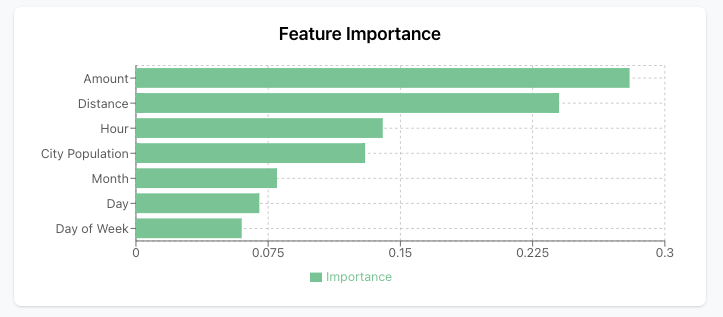 Feature Importance
Amount
Distance
Hour
City Population
Month
Day
Day of Week
0 0.075 0.15 0.225 0.3
Importance